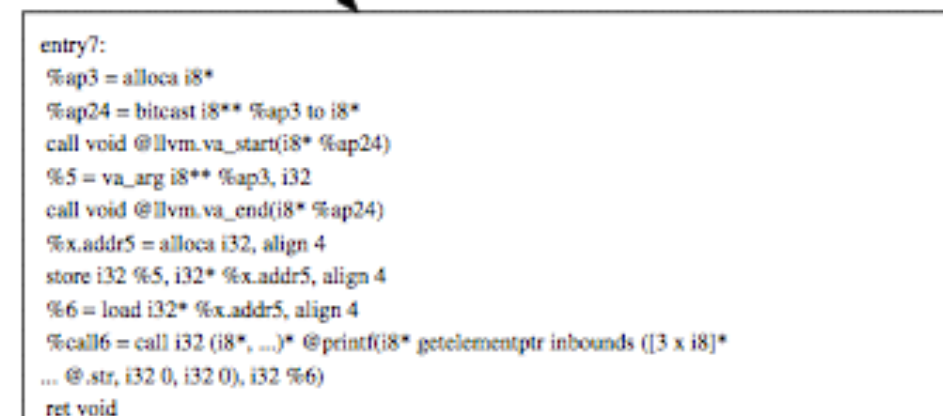 entry7:
%ap3 = alloca i8*
%ap24 = bitcast i8** %ap3 to i8*
call void @llvm.va_start(i8* %ap24)
%5 = va_arg i8** %ap3, i32
call void @llvm.va_end(i8* %ap24)
%x.addr5 = alloca i32, align 4
store i32 %5, i32* %x.addr5, align 4
%6 = load i32* %x.addr5, align 4
%call6 = call i32 (i8*, ...)* @printf(i8* getelementptr inbounds ([3 x i8]*
... @.str, i32 0, i32 0), i32 %6)
ret void